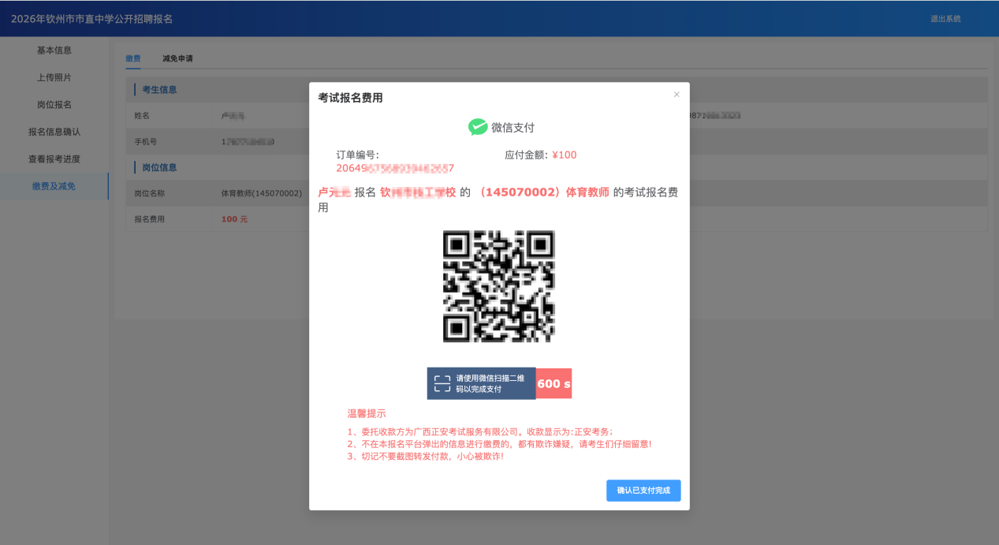 2026年钦州市市直中学公开招聘报名
退出系统
基本信息
上传照片
岗位报名
报名信息确认
查看报考进度
缴费及减免
缴费
减免申请
考生信息
姓名
卢
手机号
岗位信息
岗位名称
体育教师(145070002)
报名费用
100 元
考试报名费用
微信支付
订单编号:
20649
应付金额: ¥100
卢 报名 钦 校 的 （145070002）体育教师 的考试报名费
用
请使用微信扫描二维
码以完成支付
600 s
温馨提示
1、委托收款方为广西正安考试服务有限公司。收款显示为:正安考务;
2、不在本报名平台弹出的信息进行缴费的，都有欺诈嫌疑，请考生们仔细留意!
3、切记不要截图转发付款，小心被欺诈!
确认已支付完成